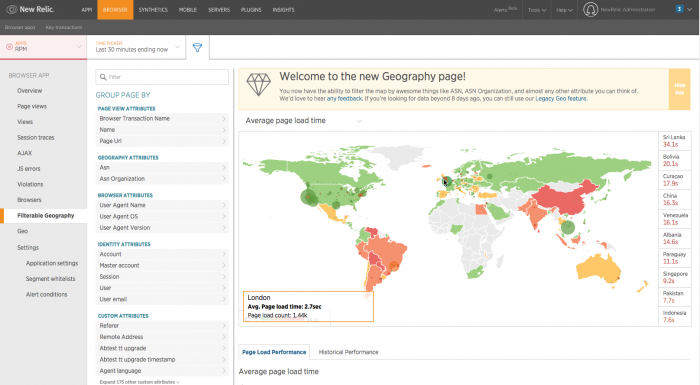 New Relic.
APM
BROWSER
SYNTHETICS
MOBILE
SERVERS
PLUGINS
INSIGHTS
Alerts Beta
Tools
Help
NewRelic Administration
3
Browser apps
Key transactions
APPS
RPM
TIME PICKER
Last 30 minutes ending now
BROWSER APP
Overview
Page views
Views
Session traces
AJAX
JS errors
Violations
Browsers
Filterable Geography
Geo
Settings
Application settings
Segment whitelists
Alert conditions
Filter
GROUP PAGE BY
PAGE VIEW ATTRIBUTES
Browser Transaction Name
Name
Page Url
GEOGRAPHY ATTRIBUTES
Asn
Asn Organization
BROWSER ATTRIBUTES
User Agent Name
User Agent OS
User Agent Version
IDENTITY ATTRIBUTES
Account
Master account
Session
User
User email
CUSTOM ATTRIBUTES
Referer
Remote Address
Abtest tt upgrade
Abtest tt upgrade timestamp
Agent language
Expand 175 other custom attributes
Welcome to the new Geography page!
You now have the ability to filter the map by awesome things like ASN, ASN Organization, and almost any other attribute you can think of.
We'd love to hear any feedback. If you're looking for data beyond 8 days ago, you can still use our Legacy Geo feature.
Average page load time
Sri Lanka
34.1s
Bolivia
20.1s
Curaçao
17.9s
China
16.3s
Venezuela
16.1s
Albania
14.6s
Paraguay
11.1s
Singapore
9.2s
Pakistan
7.7s
Indonesia
7.6s
London
Avg. Page load time: 2.7sec
Page load count: 1.44k
Page Load Performance
Historical Performance
Average page load time